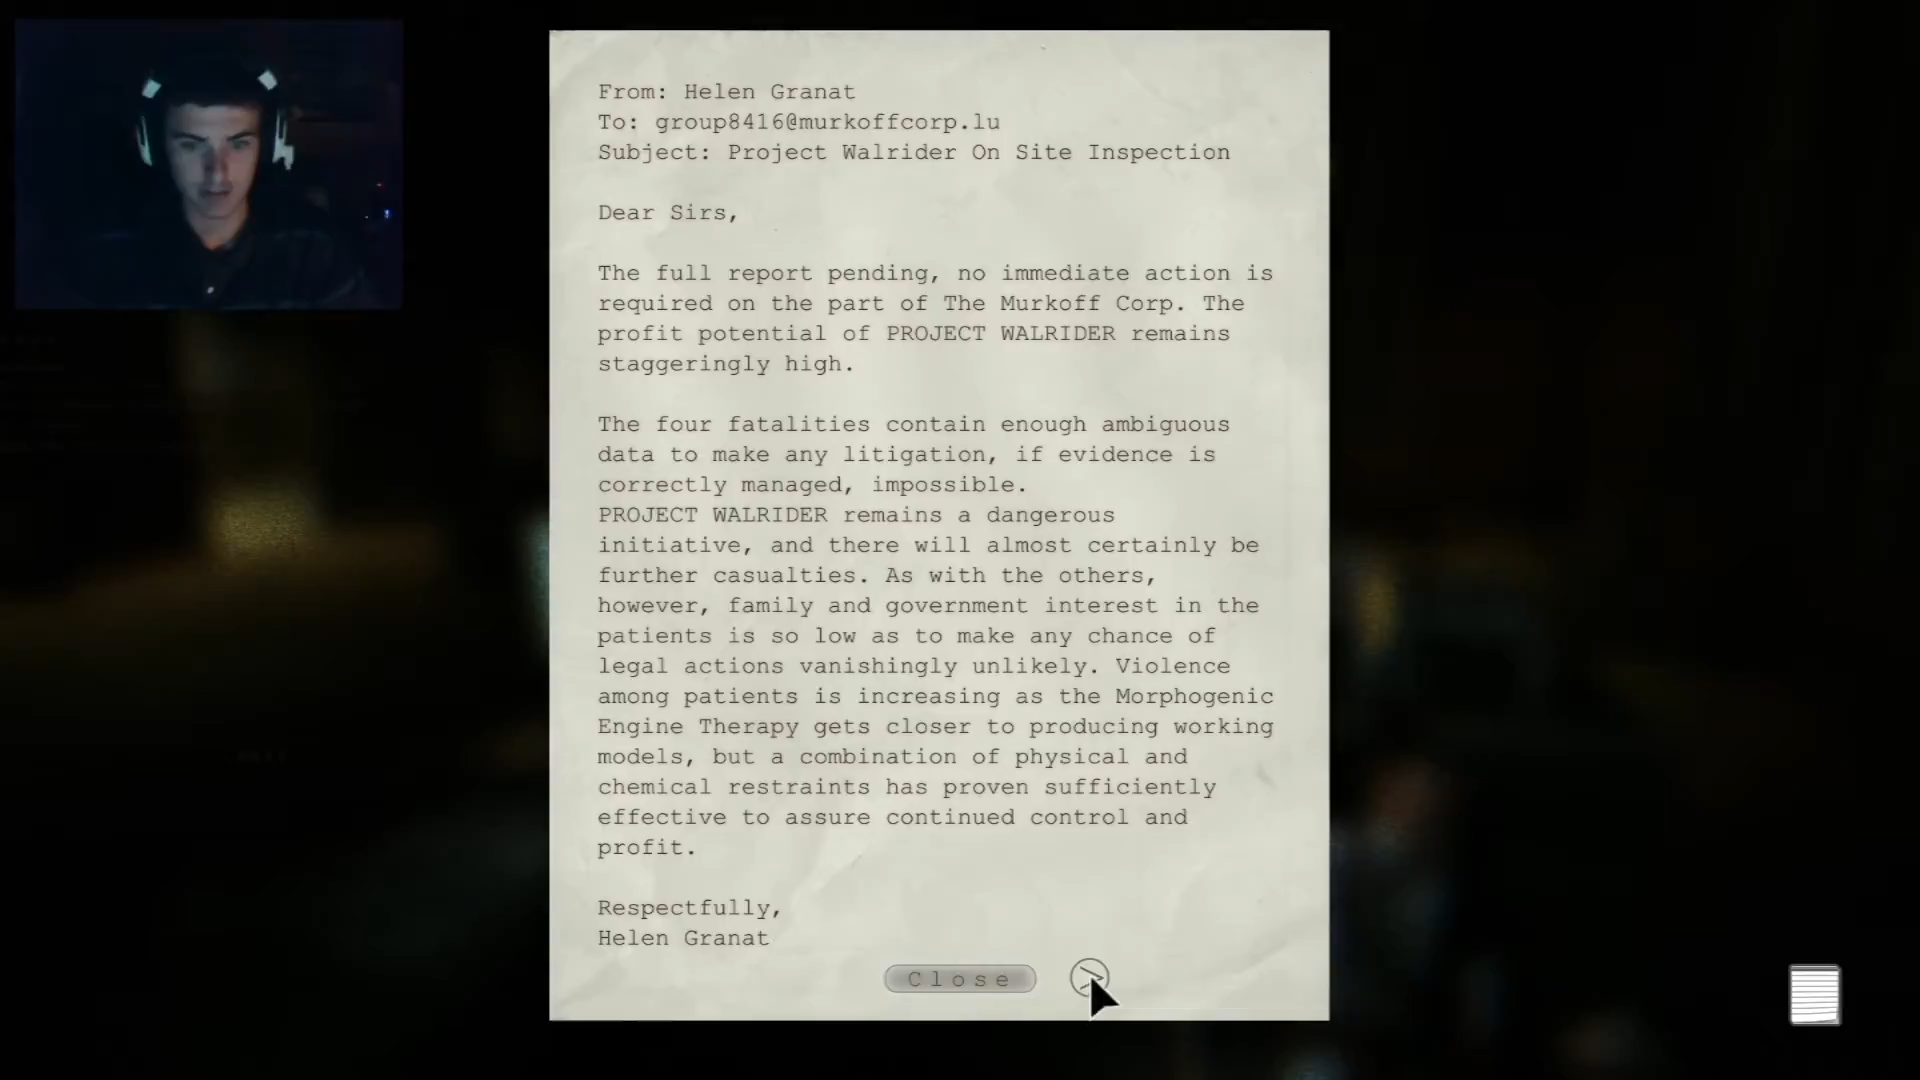 From: Helen Granat
To: group8416@murkoffcorp.lu
Subject: Project Walrider On Site Inspection
Dear Sirs,
The full report pending, no immediate action is
required on the part of The Murkoff Corp. The
profit potential of PROJECT WALRIDER remains
staggeringly high.
The four fatalities contain enough ambiguous
data to make any litigation, if evidence is
correctly managed, impossible.
PROJECT WALRIDER remains a dangerous
initiative, and there will almost certainly be
further casualties. As with the others,
however, family and government interest in the
patients is so low as to make any chance of
legal actions vanishingly unlikely. Violence
among patients is increasing as the Morphogenic
Engine Therapy gets closer to producing working
models, but a combination of physical and
chemical restraints has proven sufficiently
effective to assure continued control and
profit.
Respectfully,
Helen Granat
Close